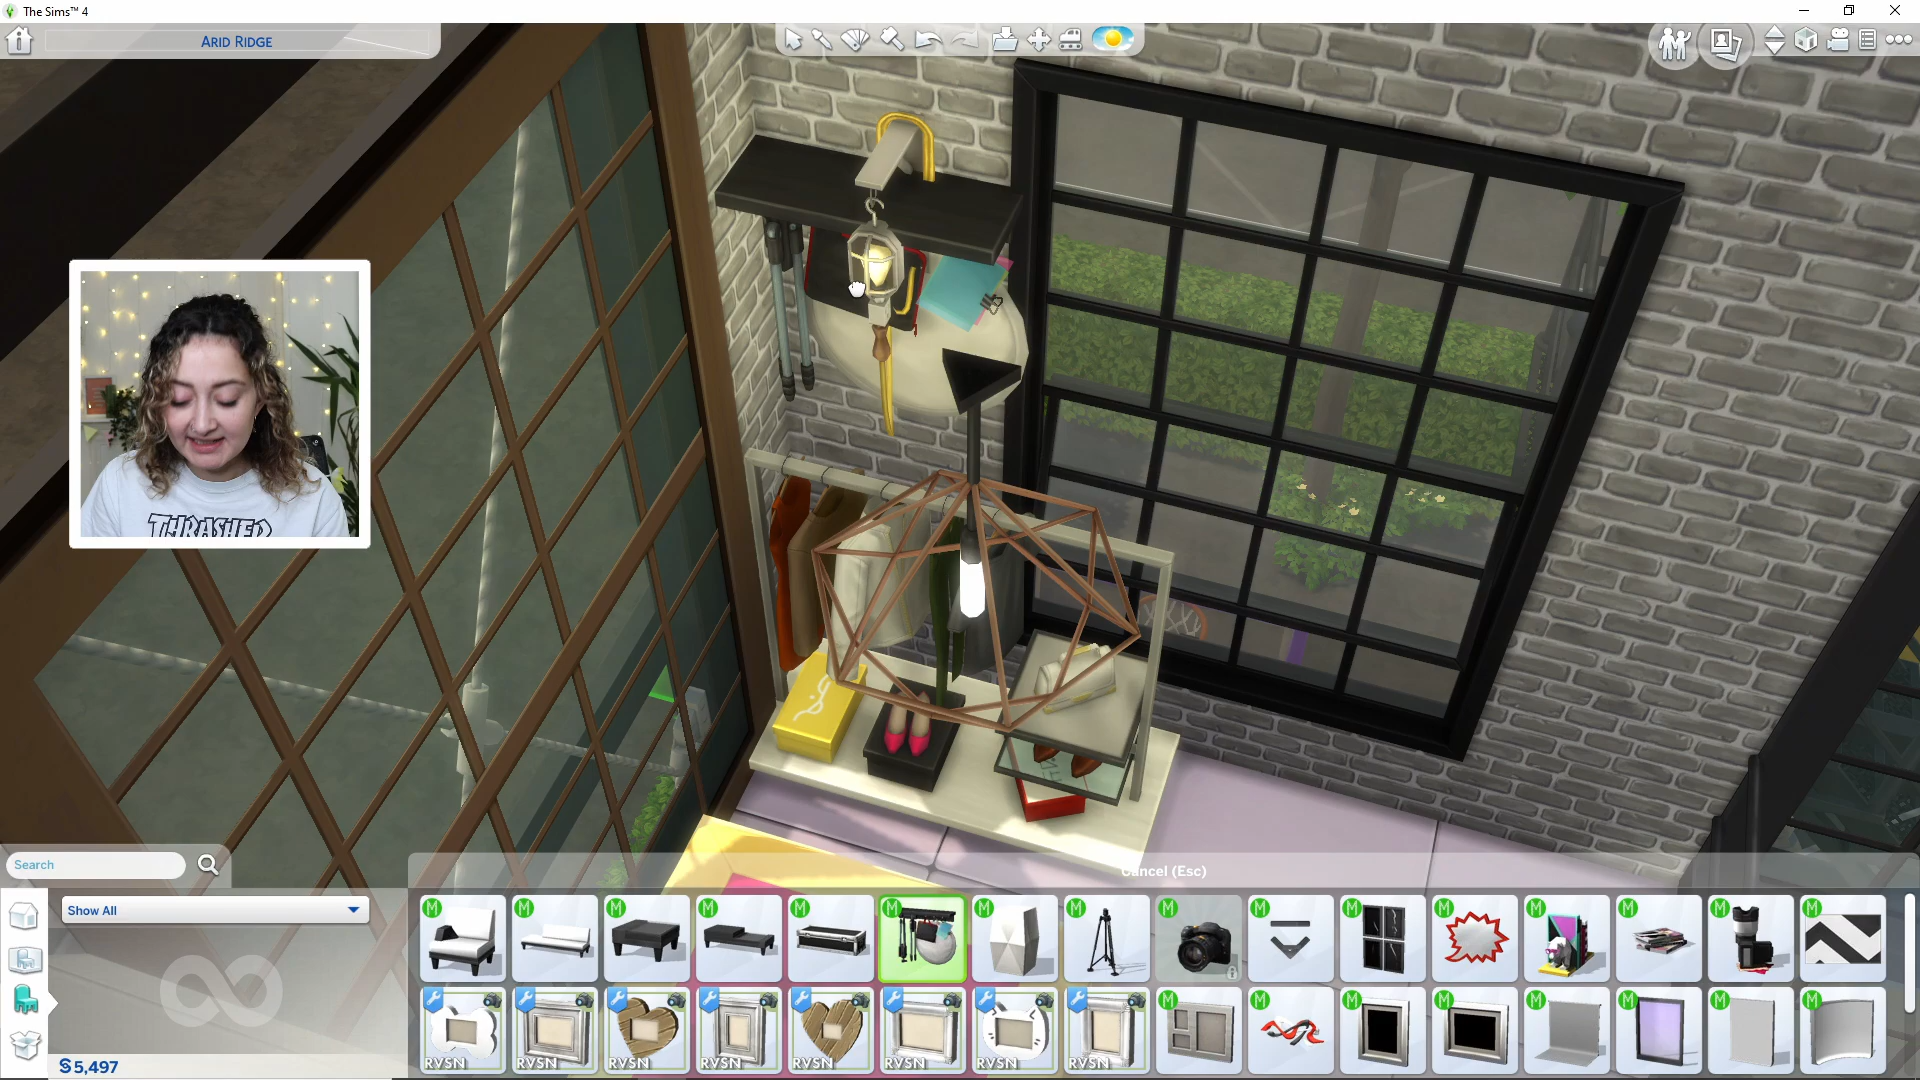 The Sims™ 4
ARID RIDGE
THRASHER
Cancel (Esc)
Search
Show All
§5,497
M M M M M M M M M M M M M M M
RVSN RVSN RVSN RVSN RVSN RVSN RVSN RVSN M M M M M M M M